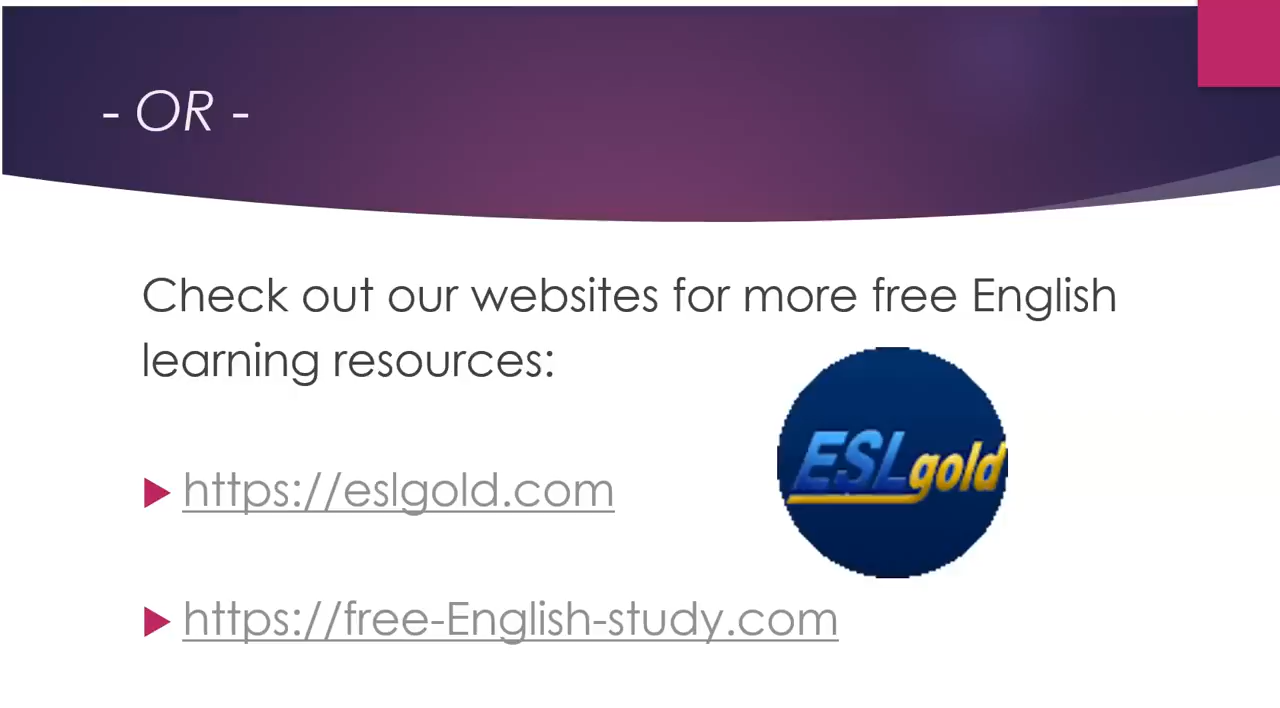 - OR -
Check out our websites for more free English
learning resources:
ESLgold
https://eslgold.com
https://free-English-study.com